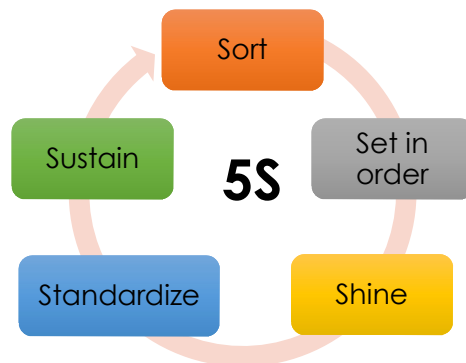 Sort
Set in
order
Shine
Standardize
Sustain
5S